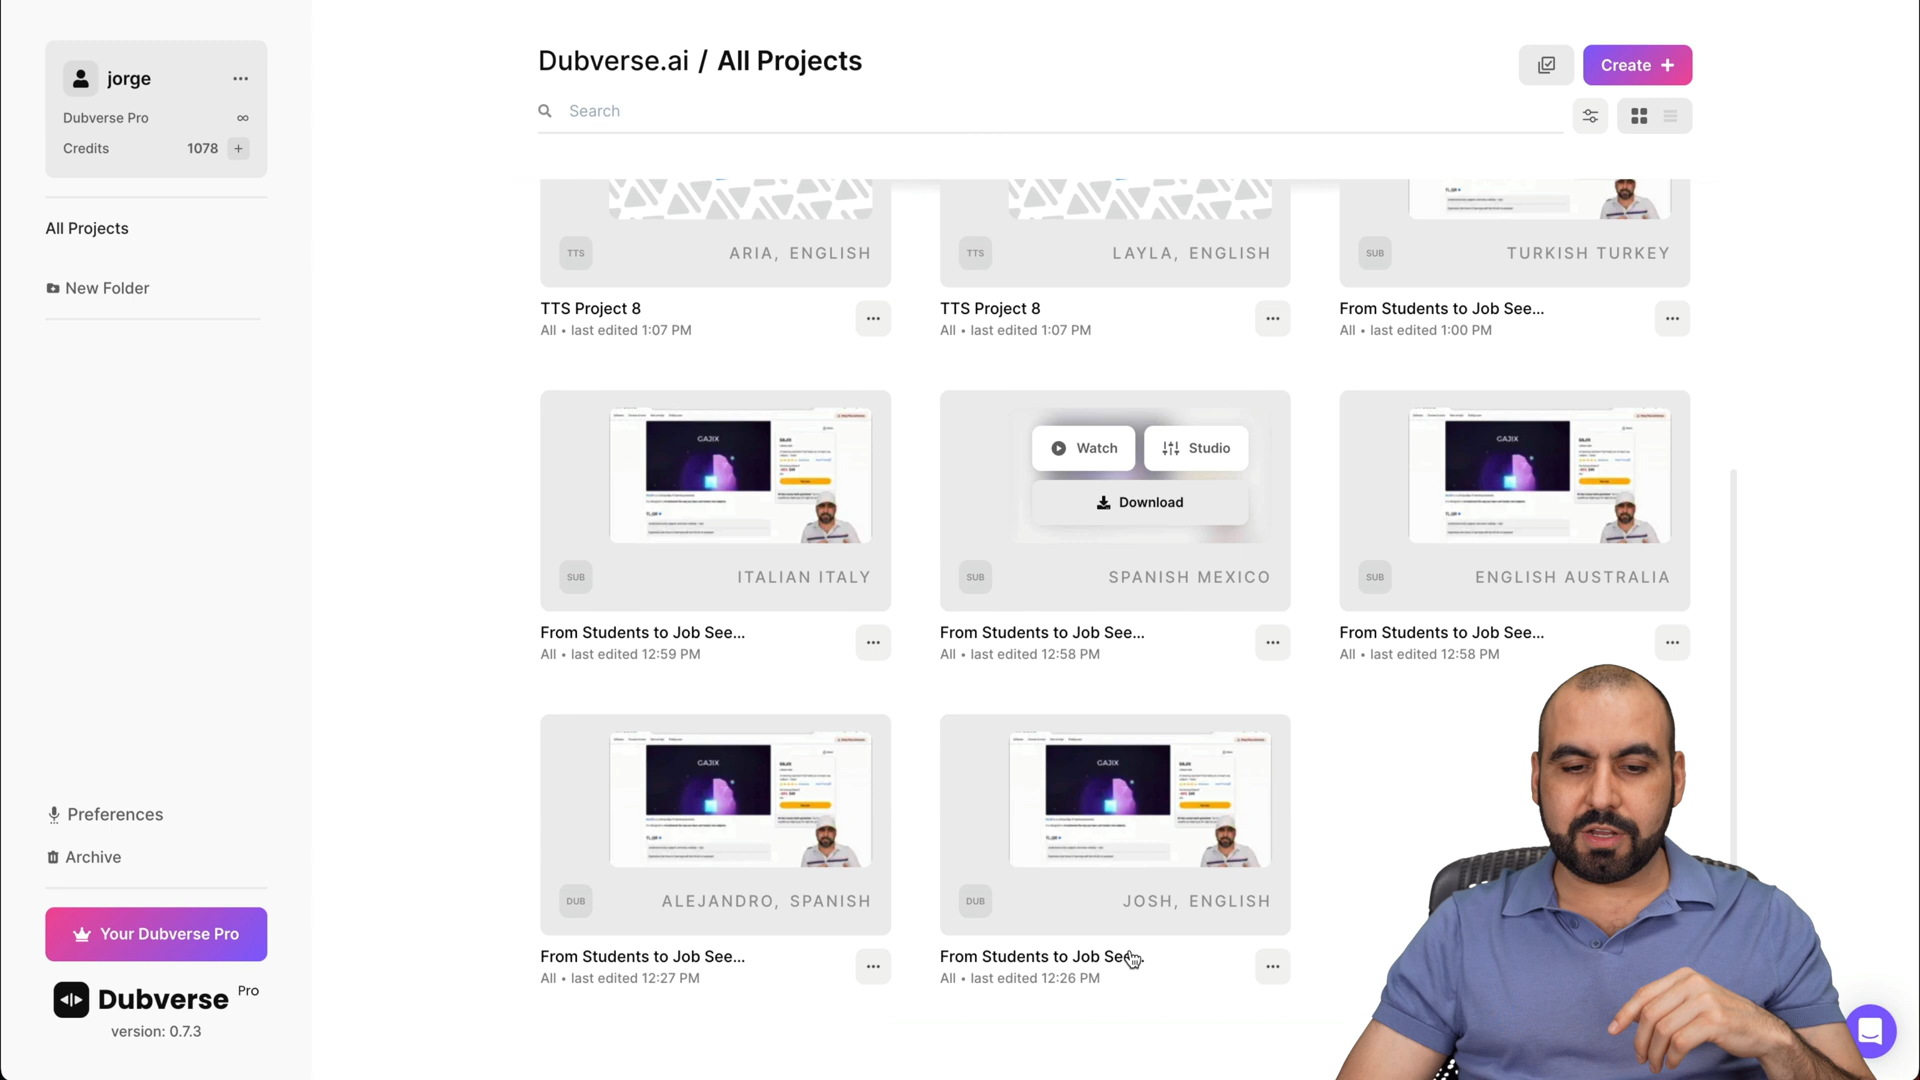 jorge
Dubverse Pro ∞
Credits 1078 +
All Projects
New Folder
Preferences
Archive
Your Dubverse Pro
Dubverse Pro
version: 0.7.3
Dubverse.ai / All Projects
Create +
Search
TTS ARIA, ENGLISH
TTS Project 8
All • last edited 1:07 PM
TTS LAYLA, ENGLISH
TTS Project 8
All • last edited 1:07 PM
SUB TURKISH TURKEY
From Students to Job See...
All • last edited 1:00 PM
GAJIX
SUB ITALIAN ITALY
From Students to Job See...
All • last edited 12:59 PM
Watch
Studio
Download
SUB SPANISH MEXICO
From Students to Job See...
All • last edited 12:58 PM
GAJIX
SUB ENGLISH AUSTRALIA
From Students to Job See...
All • last edited 12:58 PM
GAJIX
DUB ALEJANDRO, SPANISH
From Students to Job See...
All • last edited 12:27 PM
GAJIX
DUB JOSH, ENGLISH
From Students to Job See...
All • last edited 12:26 PM